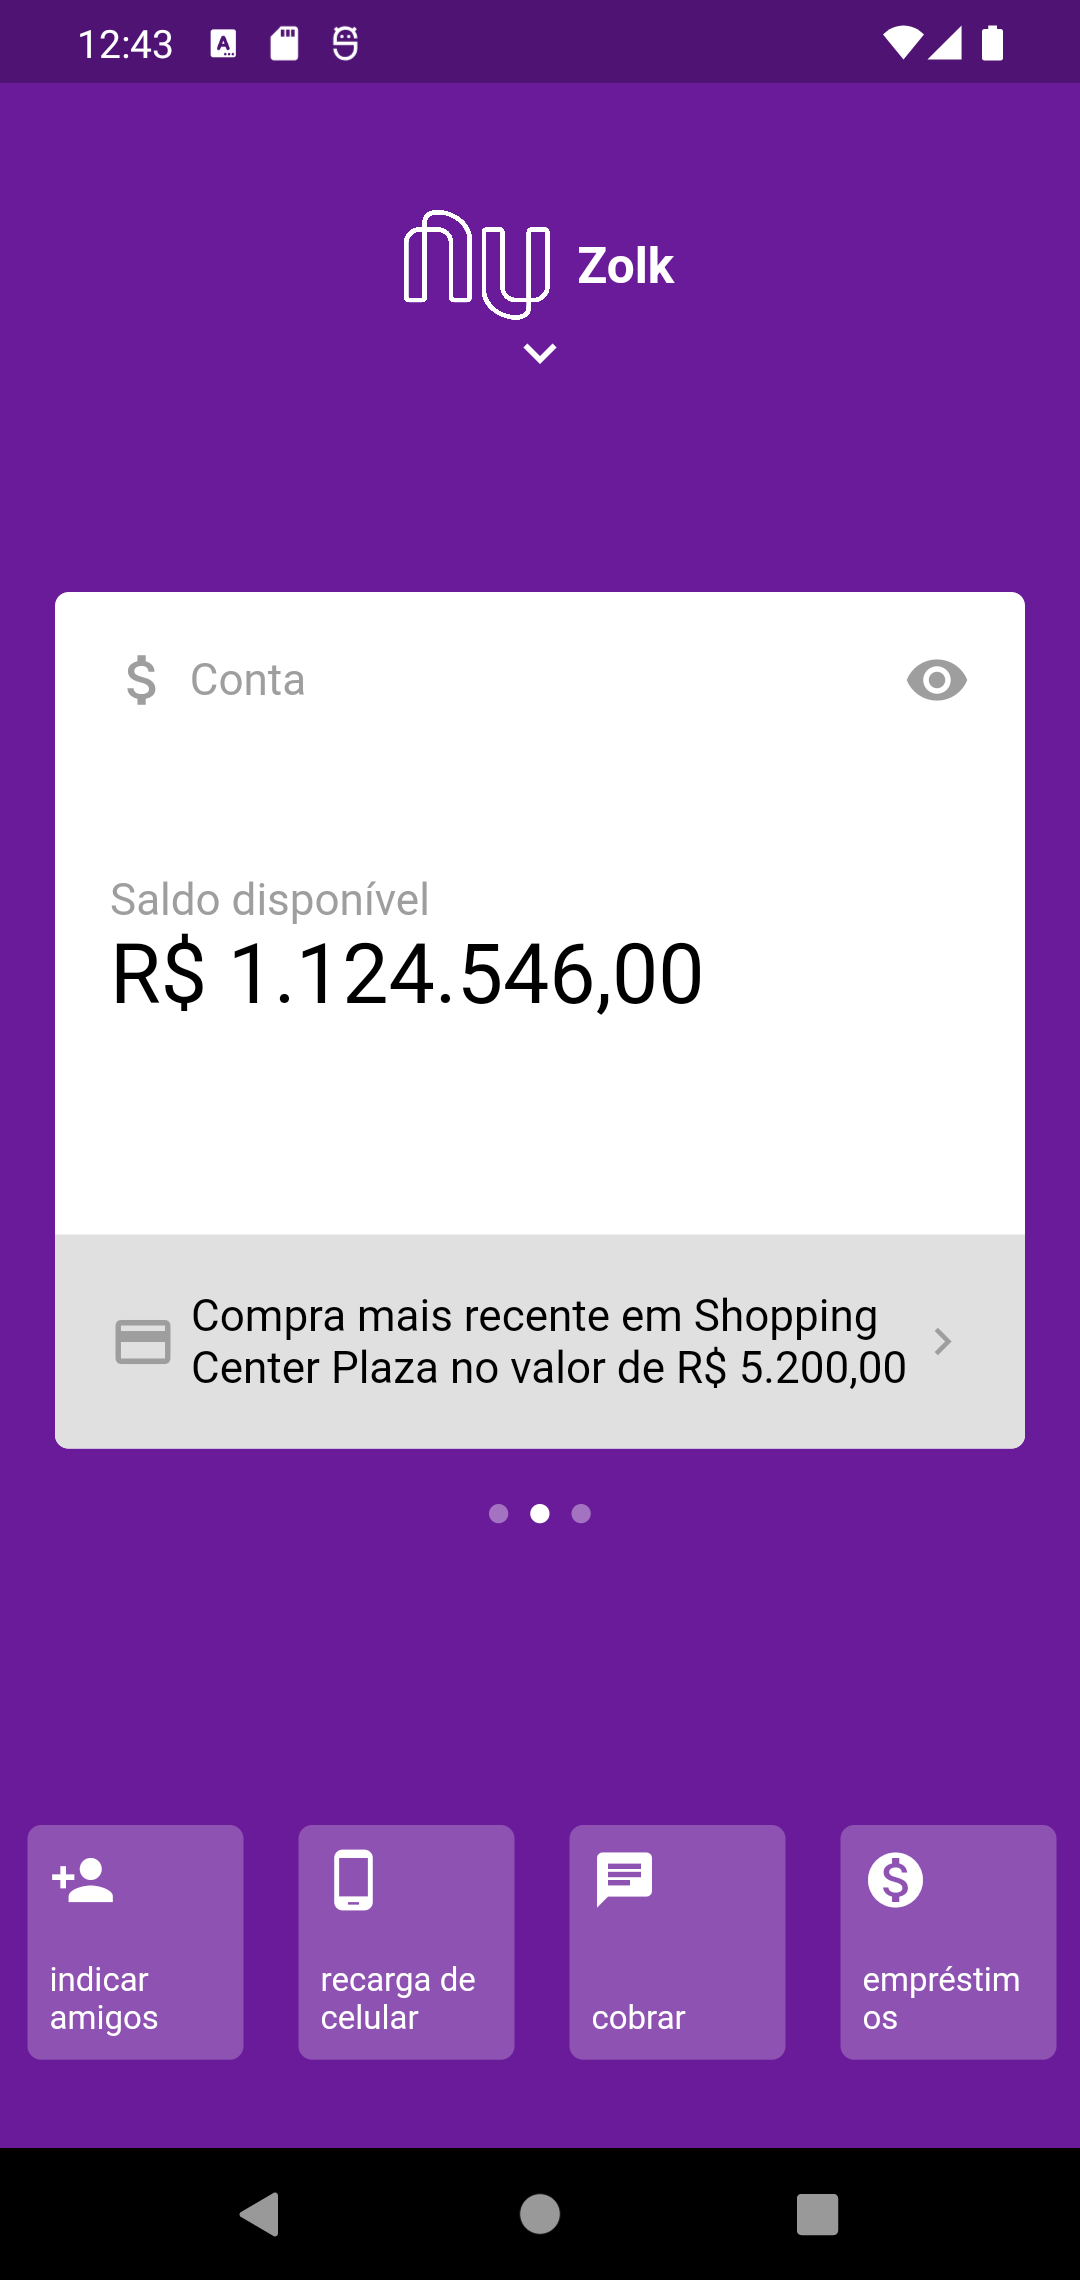 12:43
nu Zolk
Conta
Saldo disponível
R$ 1.124.546,00
Compra mais recente em Shopping
Center Plaza no valor de R$ 5.200,00
indicar
amigos
recarga de
celular
cobrar
empréstim
os